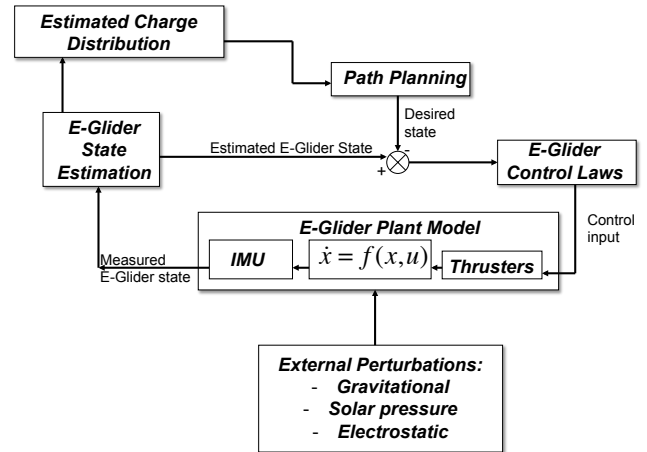 Estimated Charge
Distribution
Path Planning
Desired
state
E-Glider
State
Estimation
Estimated E-Glider State
-
+
E-Glider
Control Laws
Control
input
E-Glider Plant Model
Measured
E-Glider state
IMU
ẋ = f(x,u)
Thrusters
External Perturbations:
- Gravitational
- Solar pressure
- Electrostatic